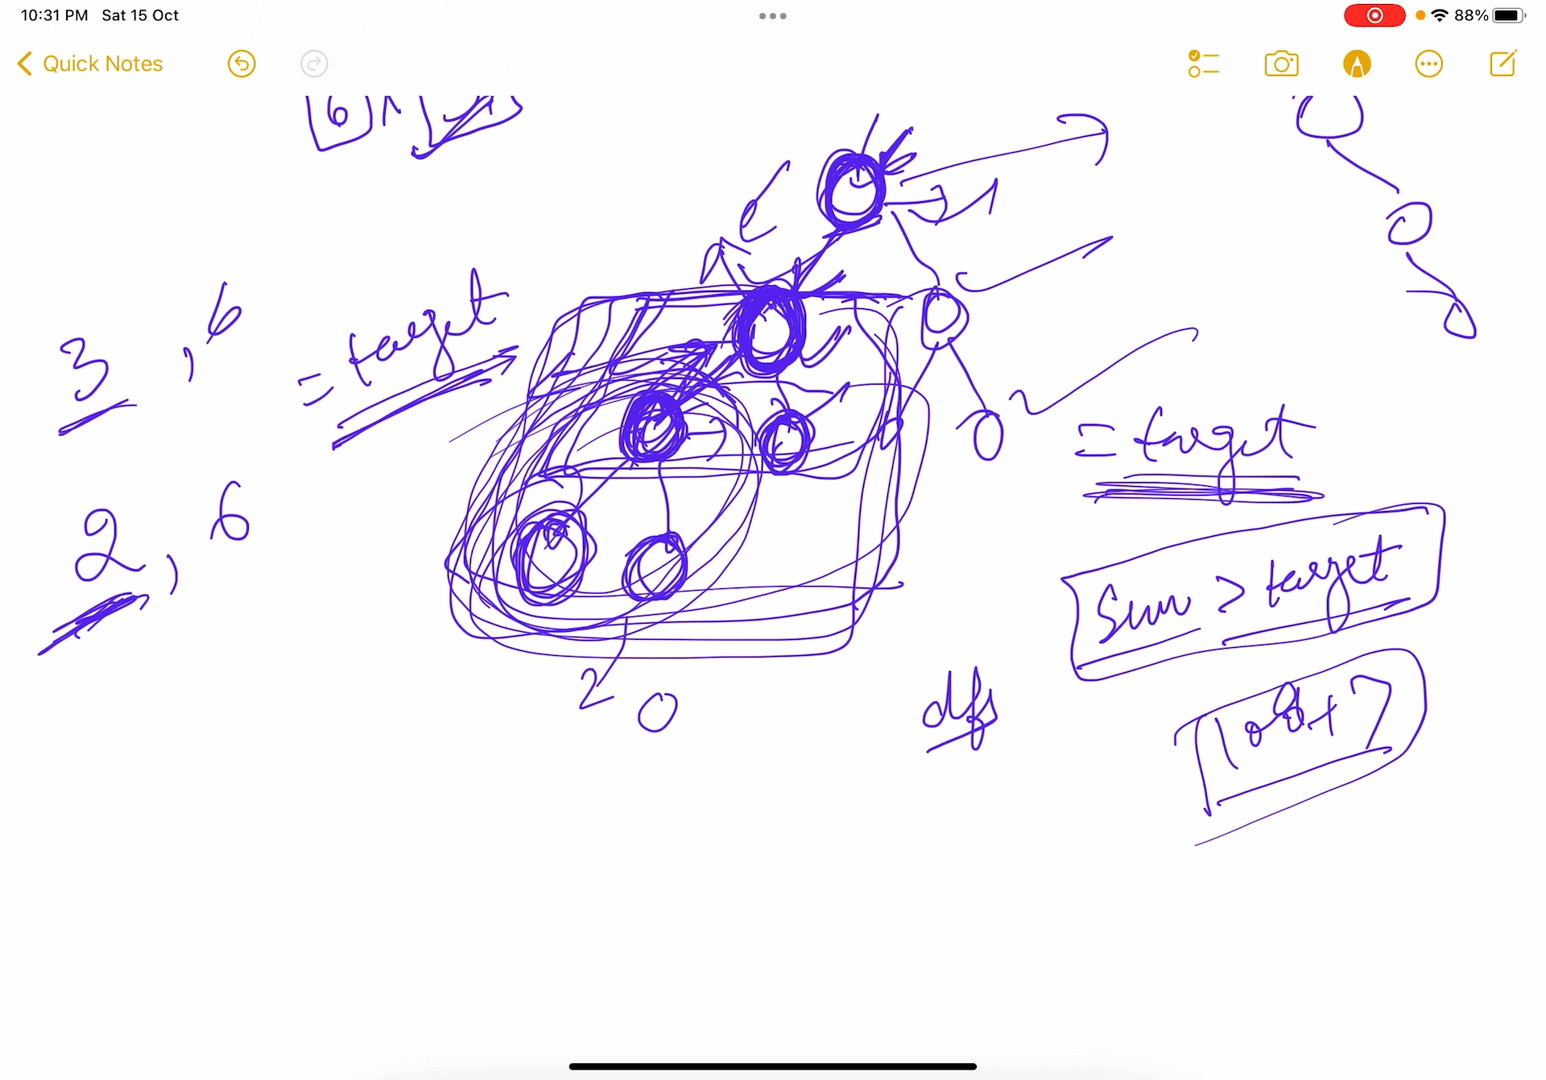 10:31 PM Sat 15 Oct
88%
Quick Notes
6
3 , 6
= target
2 , 6
= target
Sum > target
2 0
dfs